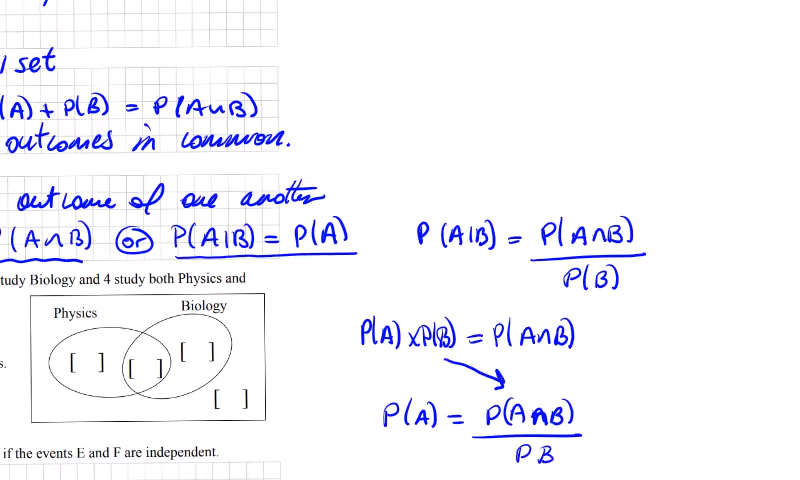 set
(A) + P(B) = P(A∪B)
outcomes in common.
outcome of one another
P(A∩B) or P(A|B) = P(A)
P(A|B) = P(A∩B) / P(B)
tudy Biology and 4 study both Physics and
Physics
Biology
[ ] [ ] [ ]
[ ]
s.
P(A) × P(B) = P(A∩B)
P(A) = P(A∩B) / P B
if the events E and F are independent.